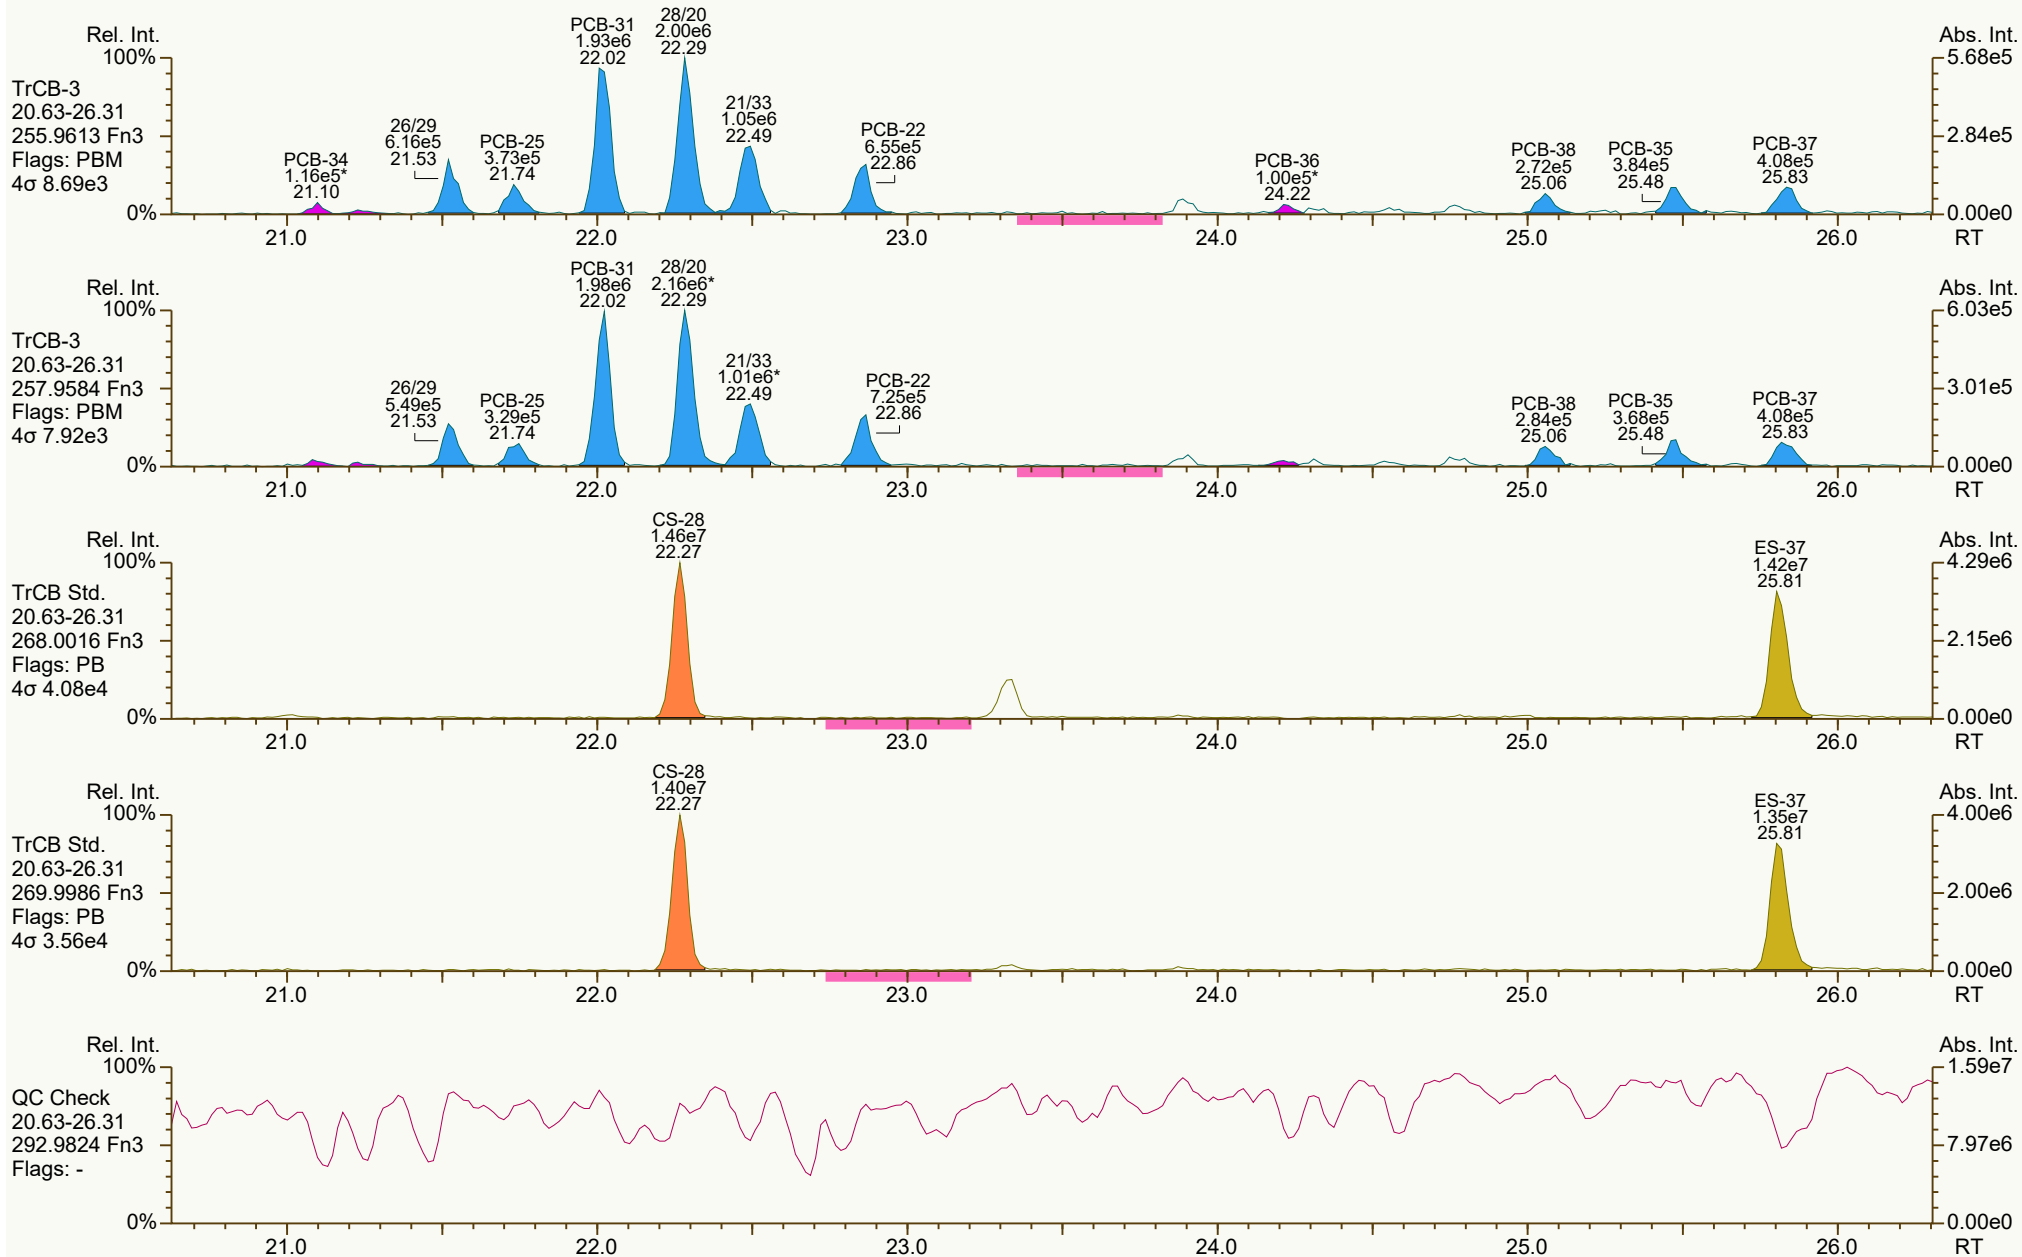 Rel. Int.
100%
0%
TrCB-3
20.63-26.31
255.9613 Fn3
Flags: PBM
4σ 8.69e3
PCB-34
1.16e5*
21.10
26/29
6.16e5
21.53
PCB-25
3.73e5
21.74
PCB-31
1.93e6
22.02
28/20
2.00e6
22.29
21/33
1.05e6
22.49
PCB-22
6.55e5
22.86
PCB-36
1.00e5*
24.22
PCB-38
2.72e5
25.06
PCB-35
3.84e5
25.48
PCB-37
4.08e5
25.83
Abs. Int.
5.68e5
2.84e5
0.00e0
21.0 22.0 23.0 24.0 25.0 26.0 RT
Rel. Int.
100%
0%
TrCB-3
20.63-26.31
257.9584 Fn3
Flags: PBM
4σ 7.92e3
26/29
5.49e5
21.53
PCB-25
3.29e5
21.74
PCB-31
1.98e6
22.02
28/20
2.16e6*
22.29
21/33
1.01e6*
22.49
PCB-22
7.25e5
22.86
PCB-38
2.84e5
25.06
PCB-35
3.68e5
25.48
PCB-37
4.08e5
25.83
Abs. Int.
6.03e5
3.01e5
0.00e0
21.0 22.0 23.0 24.0 25.0 26.0 RT
Rel. Int.
100%
0%
TrCB Std.
20.63-26.31
268.0016 Fn3
Flags: PB
4σ 4.08e4
CS-28
1.46e7
22.27
ES-37
1.42e7
25.81
Abs. Int.
4.29e6
2.15e6
0.00e0
21.0 22.0 23.0 24.0 25.0 26.0 RT
Rel. Int.
100%
0%
TrCB Std.
20.63-26.31
269.9986 Fn3
Flags: PB
4σ 3.56e4
CS-28
1.40e7
22.27
ES-37
1.35e7
25.81
Abs. Int.
4.00e6
2.00e6
0.00e0
21.0 22.0 23.0 24.0 25.0 26.0 RT
Rel. Int.
100%
0%
QC Check
20.63-26.31
292.9824 Fn3
Flags: -
Abs. Int.
1.59e7
7.97e6
0.00e0
21.0 22.0 23.0 24.0 25.0 26.0 RT